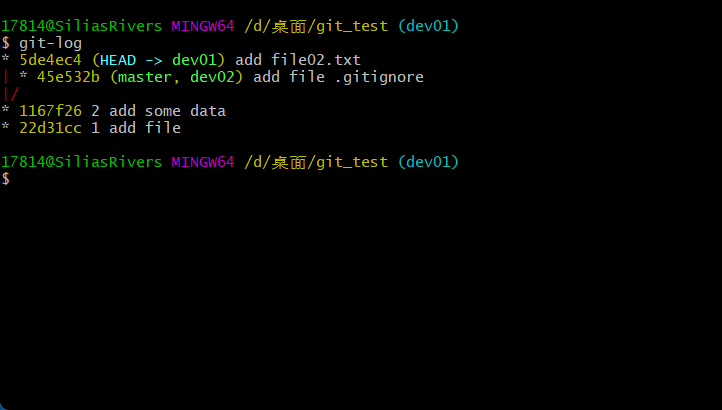 17814@SiliasRivers MINGW64 /d/桌面/git_test (dev01)
$ git-log
* 5de4ec4 (HEAD -> dev01) add file02.txt
| * 45e532b (master, dev02) add file .gitignore
|/
* 1167f26 2 add some data
* 22d31cc 1 add file
17814@SiliasRivers MINGW64 /d/桌面/git_test (dev01)
$